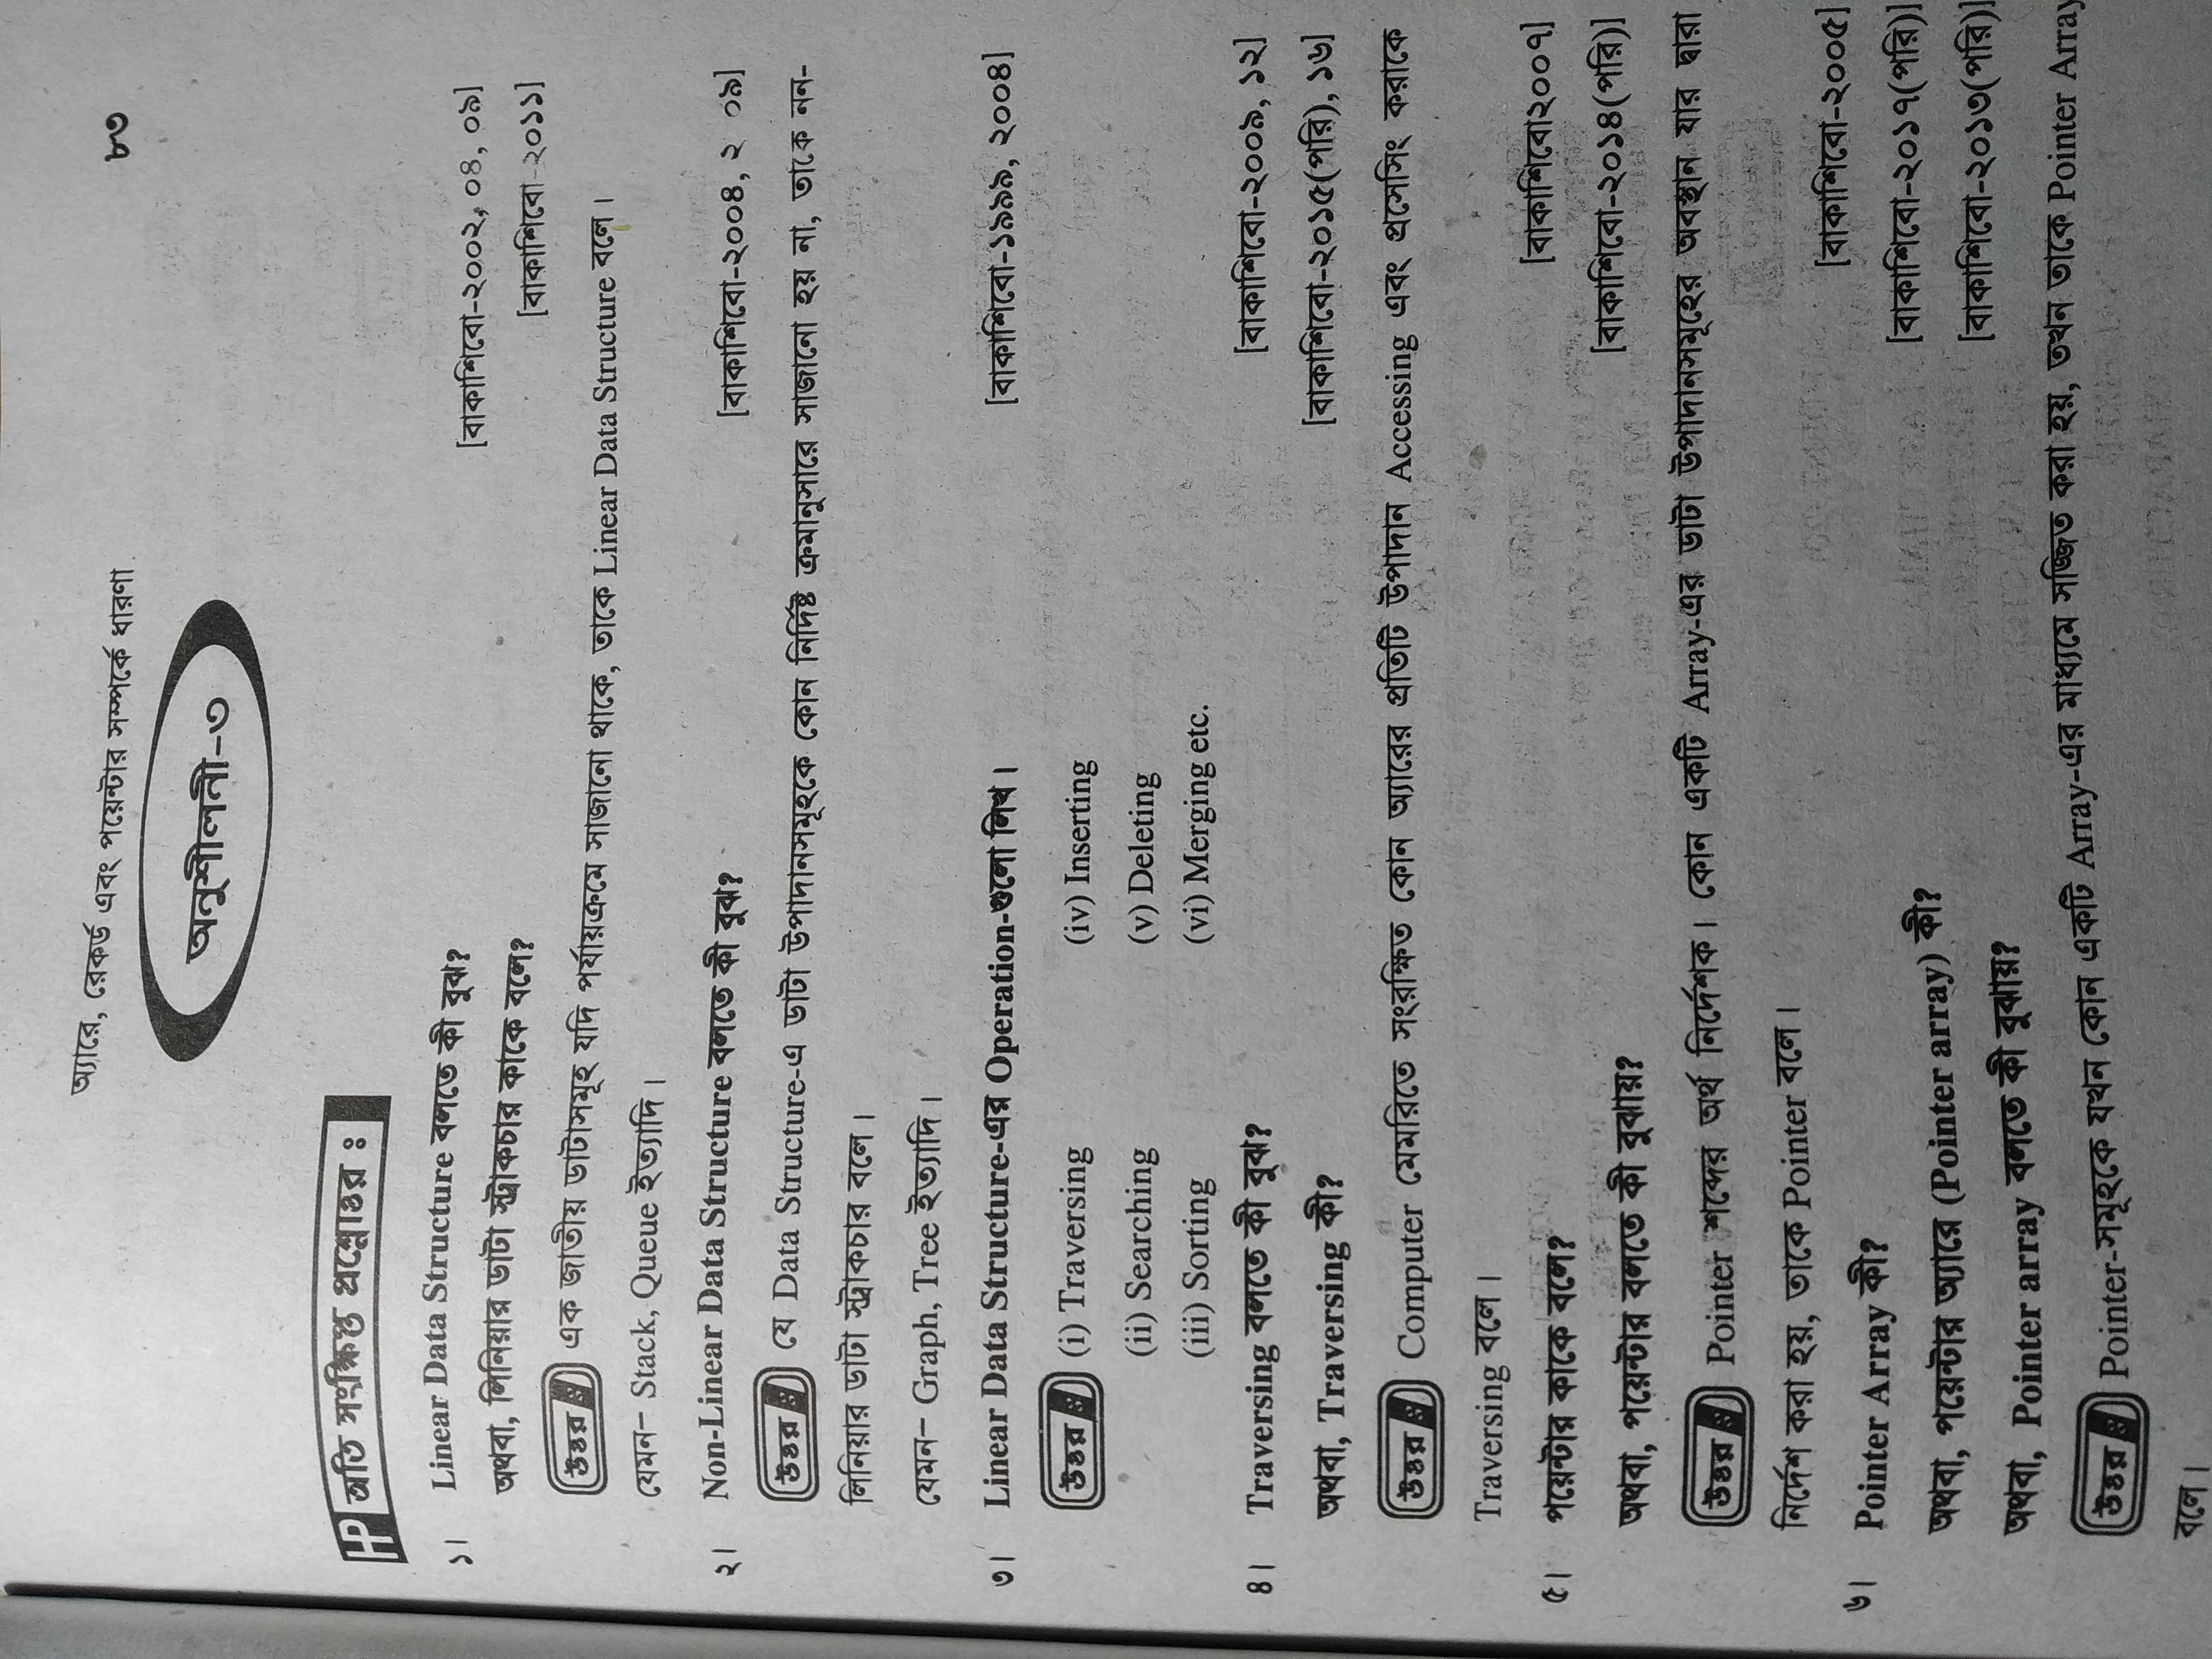 অ্যারে, রেকর্ড এবং পয়েন্টার সম্পর্কে ধারণা ৮৩
অনুশীলনী-৩
HP অতি সংক্ষিপ্ত প্রশ্নোত্তর ঃ
১। Linear Data Structure বলতে কী বুঝ? [বাকাশিবো-২০০২, ০৪, ০৯]
অথবা, লিনিয়ার ডাটা স্ট্রাকচার কাকে বলে? [বাকাশিবো-২০১১]
উত্তর ঃ এক জাতীয় ডাটাসমূহ যদি পর্যায়ক্রমে সাজানো থাকে, তাকে Linear Data Structure বলে।
যেমন– Stack, Queue ইত্যাদি।
২। Non-Linear Data Structure বলতে কী বুঝ? [বাকাশিবো-২০০৪, ২ ০৯]
উত্তর ঃ যে Data Structure-এ ডাটা উপাদানসমূহকে কোন নির্দিষ্ট ক্রমানুসারে সাজানো হয় না, তাকে নন-
লিনিয়ার ডাটা স্ট্রাকচার বলে।
যেমন– Graph, Tree ইত্যাদি।
৩। Linear Data Structure-এর Operation-গুলো লিখ। [বাকাশিবো-১৯৯৯, ২০০৪]
উত্তর ঃ (i) Traversing (iv) Inserting
(ii) Searching (v) Deleting
(iii) Sorting (vi) Merging etc.
৪। Traversing বলতে কী বুঝ? [বাকাশিবো-২০০৯, ১২]
অথবা, Traversing কী? [বাকাশিবো-২০১৫(পরি), ১৬]
উত্তর ঃ Computer মেমরিতে সংরক্ষিত কোন অ্যারের প্রতিটি উপাদান Accessing এবং প্রসেসিং করাকে
Traversing বলে।
৫। পয়েন্টার কাকে বলে? [বাকাশিবো২০০৭]
অথবা, পয়েন্টার বলতে কী বুঝায়? [বাকাশিবো-২০১৪(পরি)]
উত্তর ঃ Pointer শব্দের অর্থ নির্দেশক। কোন একটি Array-এর ডাটা উপাদানসমূহের অবস্থান যার দ্বারা
নির্দেশ করা হয়, তাকে Pointer বলে।
৬। Pointer Array কী? [বাকাশিবো-২০০৫]
অথবা, পয়েন্টার অ্যারে (Pointer array) কী? [বাকাশিবো-২০১৭(পরি)]
অথবা, Pointer array বলতে কী বুঝায়? [বাকাশিবো-২০১৩(পরি)]
উত্তর ঃ Pointer-সমূহকে যখন কোন একটি Array-এর মাধ্যমে সজ্জিত করা হয়, তখন তাকে Pointer Array
বলে।